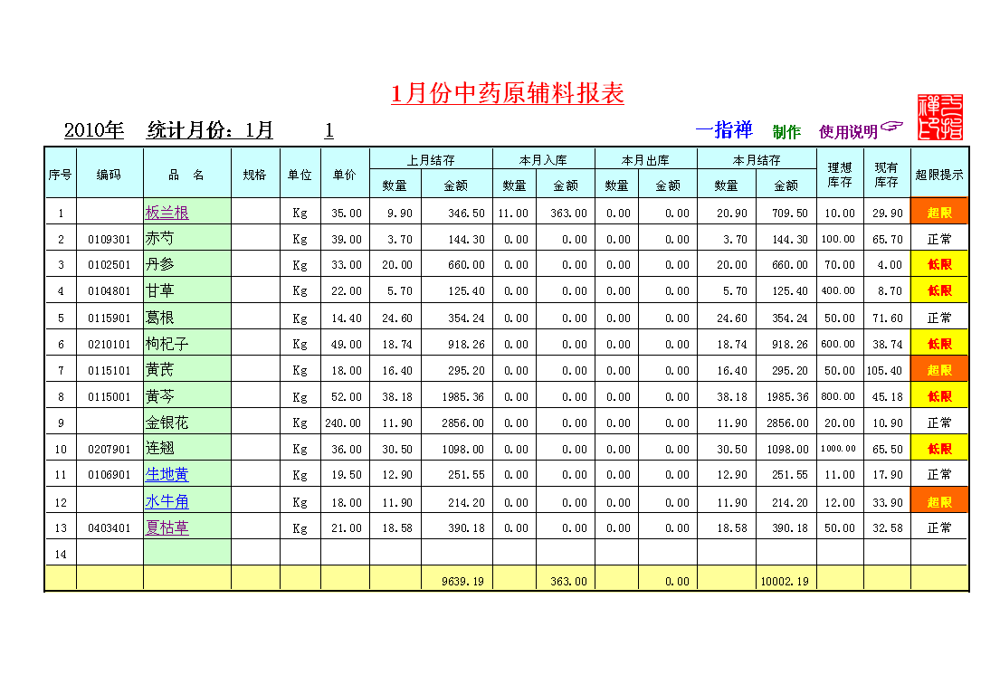 1月份中药原辅料报表
2010年 统计月份：1月 1 一指禅 制作 使用说明
序号 编码 品 名 规格 单位 单价 上月结存 本月入库 本月出库 本月结存 理想库存 现有库存 超限提示
数量 金额 数量 金额 数量 金额 数量 金额
1 板兰根 Kg 35.00 9.90 346.50 11.00 363.00 0.00 0.00 20.90 709.50 10.00 29.90 超限
2 0109301 赤芍 Kg 39.00 3.70 144.30 0.00 0.00 0.00 0.00 3.70 144.30 100.00 65.70 正常
3 0102501 丹参 Kg 33.00 20.00 660.00 0.00 0.00 0.00 0.00 20.00 660.00 70.00 4.00 低限
4 0104801 甘草 Kg 22.00 5.70 125.40 0.00 0.00 0.00 0.00 5.70 125.40 400.00 8.70 低限
5 0115901 葛根 Kg 14.40 24.60 354.24 0.00 0.00 0.00 0.00 24.60 354.24 50.00 71.60 正常
6 0210101 枸杞子 Kg 49.00 18.74 918.26 0.00 0.00 0.00 0.00 18.74 918.26 600.00 38.74 低限
7 0115101 黄芪 Kg 18.00 16.40 295.20 0.00 0.00 0.00 0.00 16.40 295.20 50.00 105.40 超限
8 0115001 黄芩 Kg 52.00 38.18 1985.36 0.00 0.00 0.00 0.00 38.18 1985.36 800.00 45.18 低限
9 金银花 Kg 240.00 11.90 2856.00 0.00 0.00 0.00 0.00 11.90 2856.00 20.00 10.90 正常
10 0207901 连翘 Kg 36.00 30.50 1098.00 0.00 0.00 0.00 0.00 30.50 1098.00 1000.00 65.50 低限
11 0106901 生地黄 Kg 19.50 12.90 251.55 0.00 0.00 0.00 0.00 12.90 251.55 11.00 17.90 正常
12 水牛角 Kg 18.00 11.90 214.20 0.00 0.00 0.00 0.00 11.90 214.20 12.00 33.90 超限
13 0403401 夏枯草 Kg 21.00 18.58 390.18 0.00 0.00 0.00 0.00 18.58 390.18 50.00 32.58 正常
14
9639.19 363.00 0.00 10002.19